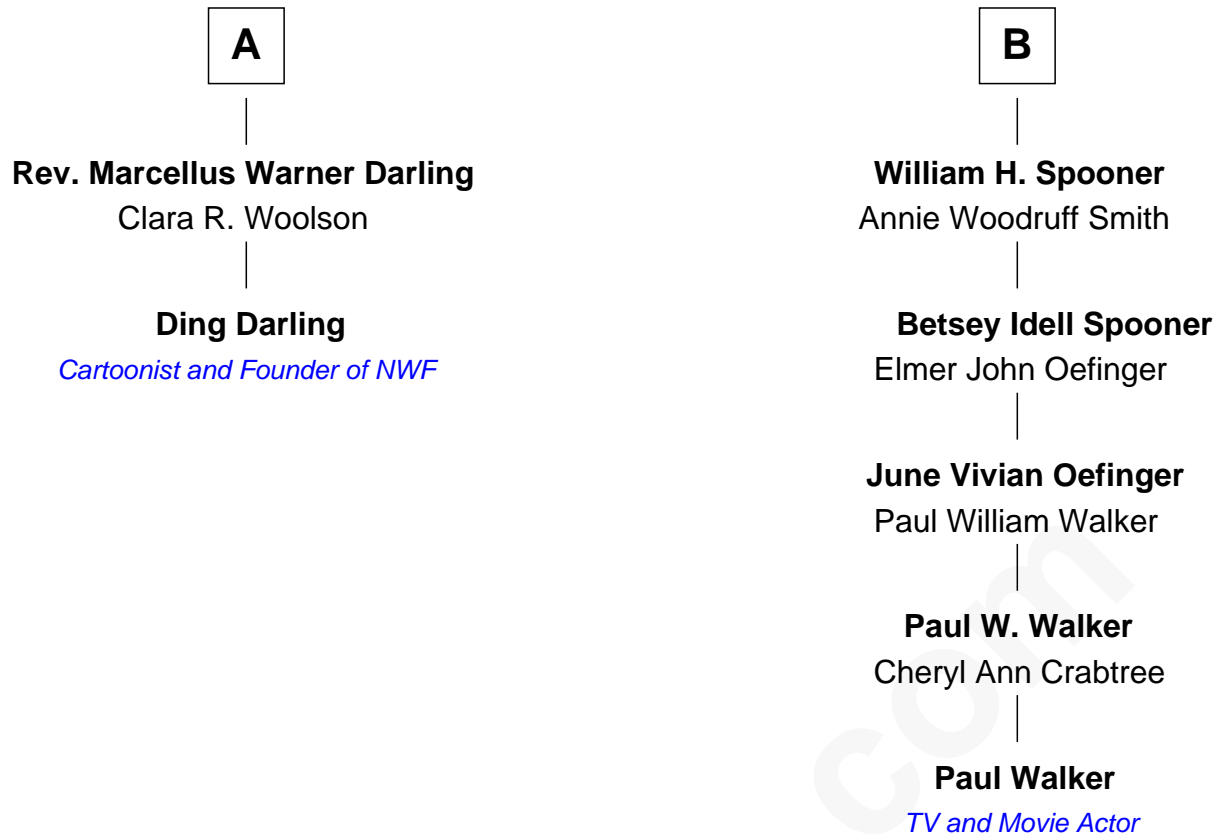 A
Rev. Marcellus Warner Darling
Clara R. Woolson
Ding Darling
Cartoonist and Founder of NWF
B
William H. Spooner
Annie Woodruff Smith
Betsey Idell Spooner
Elmer John Oefinger
June Vivian Oefinger
Paul William Walker
Paul W. Walker
Cheryl Ann Crabtree
Paul Walker
TV and Movie Actor
com